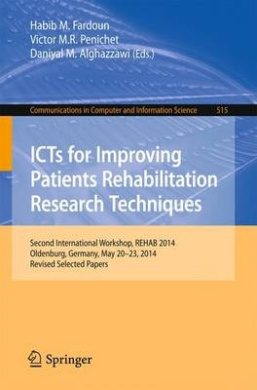 Habib M. Fardoun
Victor M.R. Penichet
Daniyal M. Alghazzawi (Eds.)
Communications in Computer and Information Science 515
ICTs for Improving
Patients Rehabilitation
Research Techniques
Second International Workshop, REHAB 2014
Oldenburg, Germany, May 20–23, 2014
Revised Selected Papers
Springer